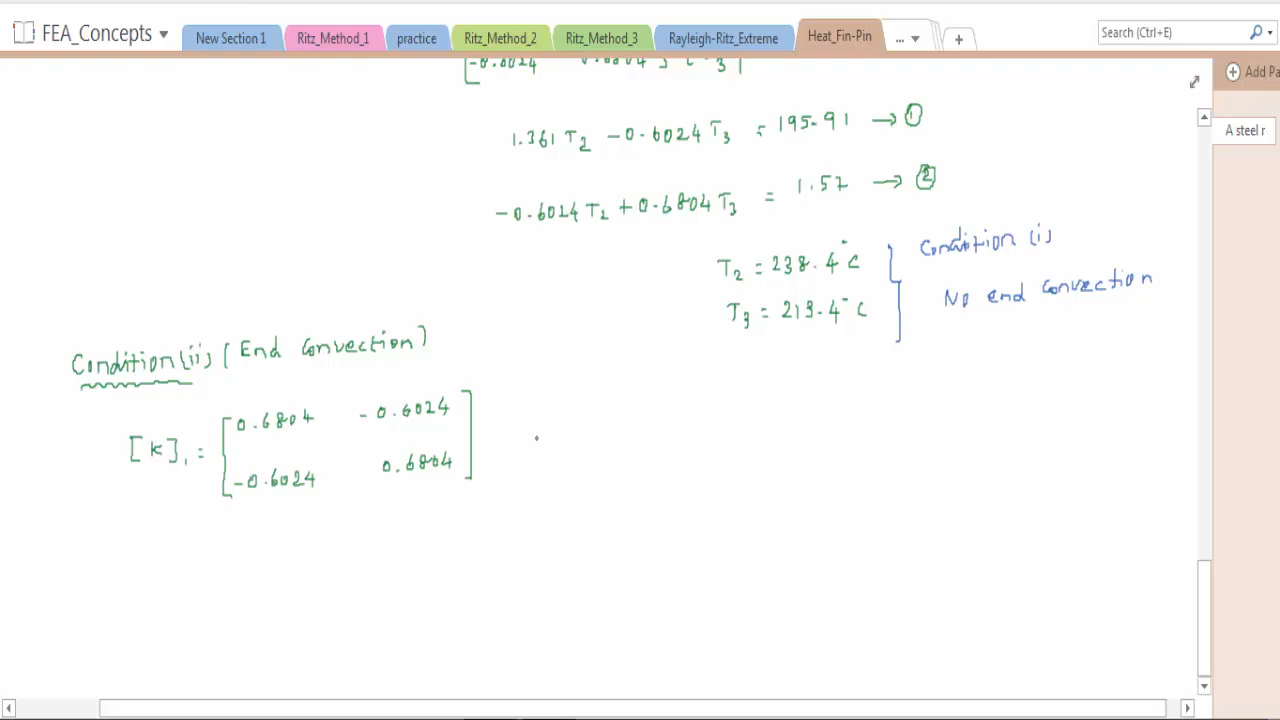 FEA_Concepts
New Section 1 Ritz_Method_1 practice Ritz_Method_2 Ritz_Method_3 Rayleigh-Ritz_Extreme Heat_Fin-Pin ... +
Search (Ctrl+E)
Add Pa
A steel r
1.361 T2 - 0.6024 T3 = 195.91 → ①
-0.6024 T2 + 0.6804 T3 = 1.57 → ②
T2 = 238.4°C
T3 = 213.4°C
Condition (i)
No end convection
Condition (ii) (End convection)
[K]1 = [0.6804 -0.6024
-0.6024 0.6804]